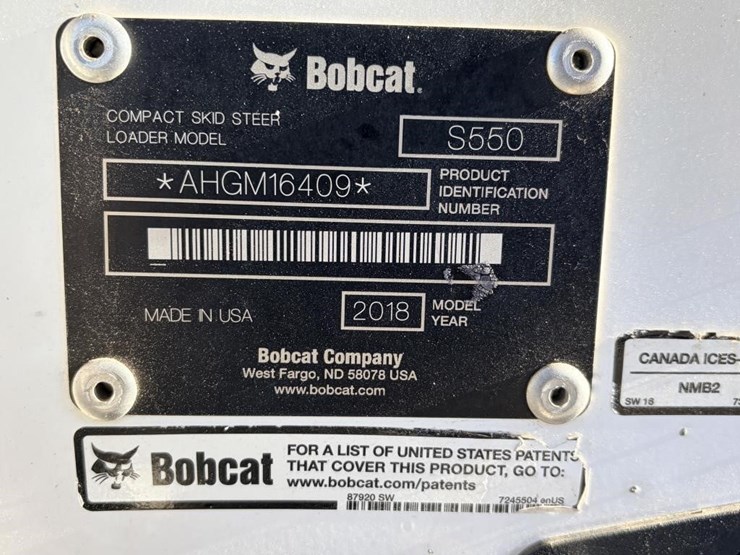 Bobcat.
COMPACT SKID STEER
LOADER MODEL
S550
*AHGM16409*
PRODUCT
IDENTIFICATION
NUMBER
MADE IN USA
2018
MODEL
YEAR
Bobcat Company
West Fargo, ND 58078 USA
www.bobcat.com
CANADA ICES-
NMB2
SW 16
Bobcat
FOR A LIST OF UNITED STATES PATENTS
THAT COVER THIS PRODUCT, GO TO:
www.bobcat.com/patents
87920 SW
7245504 enUS